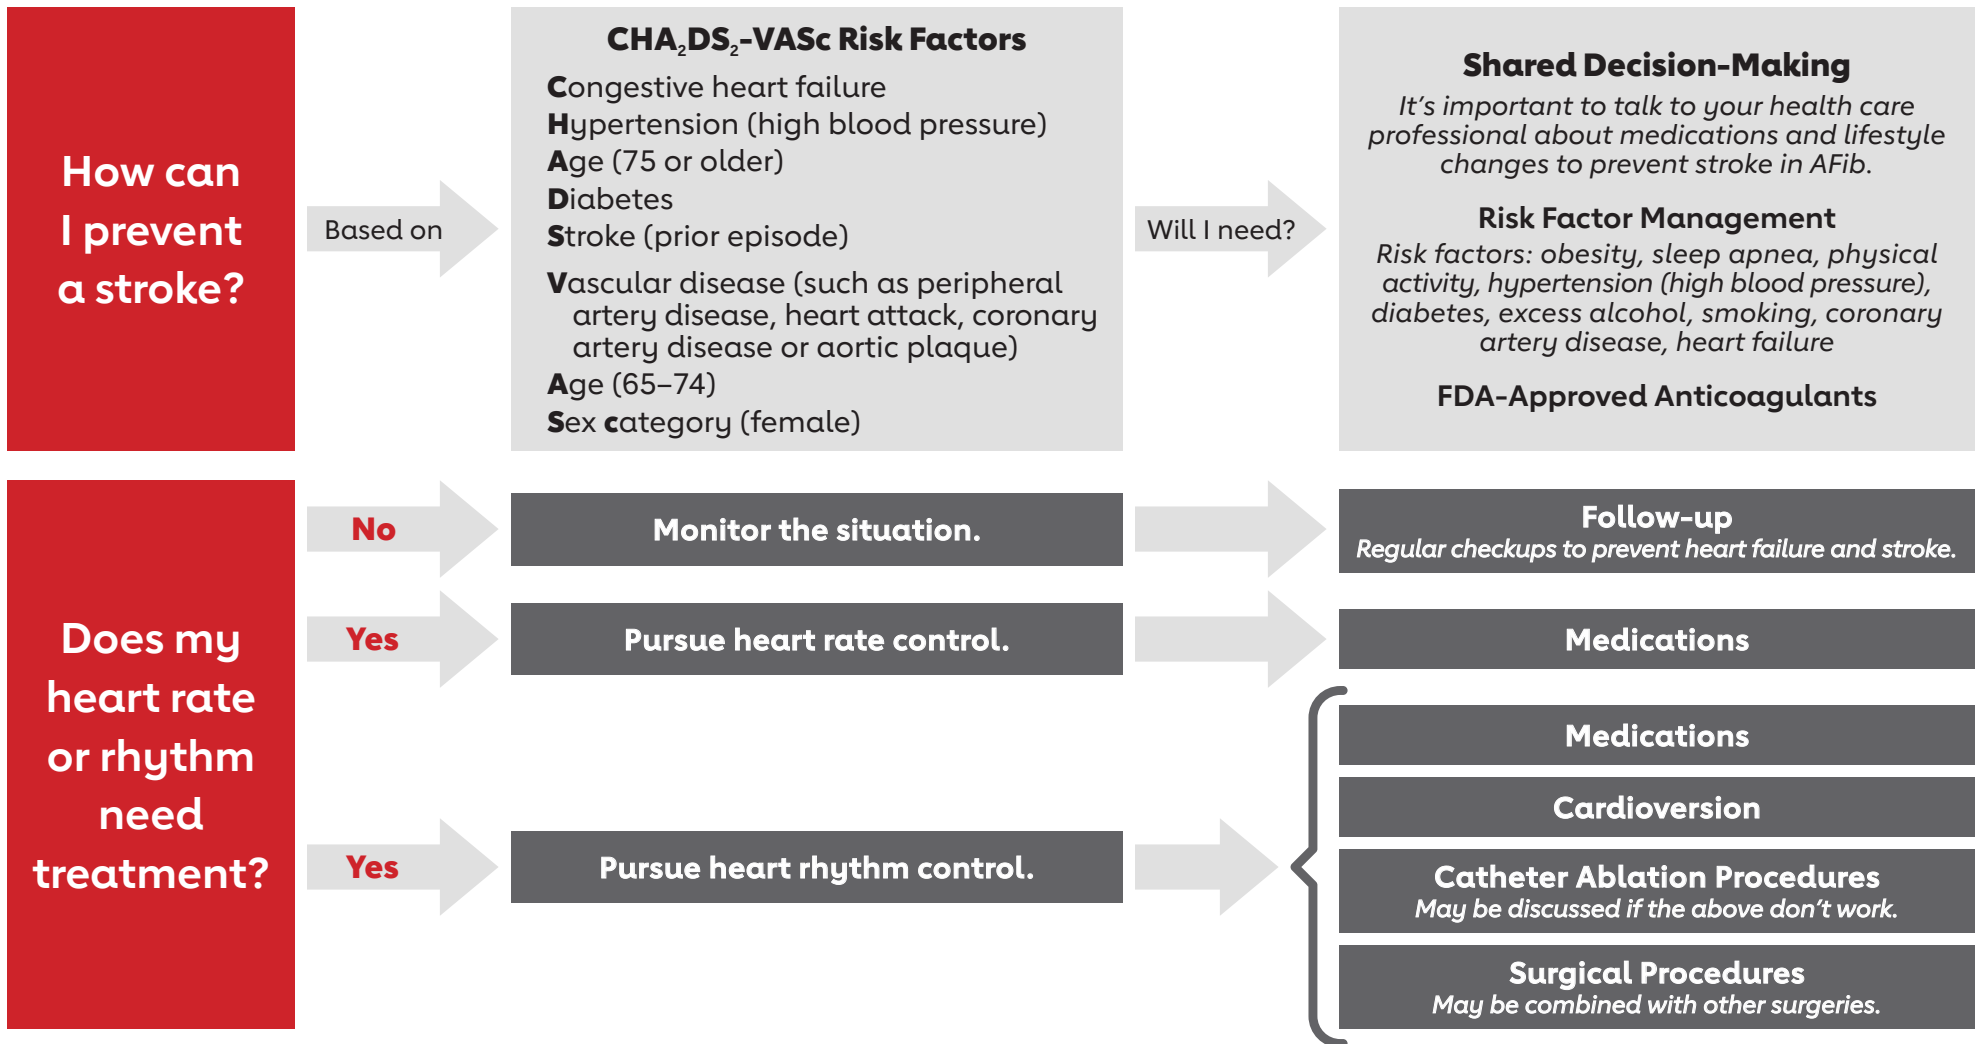 How can
I prevent
a stroke?
Based on
CHA₂DS₂-VASc Risk Factors
Congestive heart failure
Hypertension (high blood pressure)
Age (75 or older)
Diabetes
Stroke (prior episode)
Vascular disease (such as peripheral
artery disease, heart attack, coronary
artery disease or aortic plaque)
Age (65–74)
Sex category (female)
Will I need?
Shared Decision-Making
It’s important to talk to your health care
professional about medications and lifestyle
changes to prevent stroke in AFib.
Risk Factor Management
Risk factors: obesity, sleep apnea, physical
activity, hypertension (high blood pressure),
diabetes, excess alcohol, smoking, coronary
artery disease, heart failure
FDA-Approved Anticoagulants
Does my
heart rate
or rhythm
need
treatment?
No
Monitor the situation.
Follow-up
Regular checkups to prevent heart failure and stroke.
Yes
Pursue heart rate control.
Medications
Yes
Pursue heart rhythm control.
Medications
Cardioversion
Catheter Ablation Procedures
May be discussed if the above don’t work.
Surgical Procedures
May be combined with other surgeries.